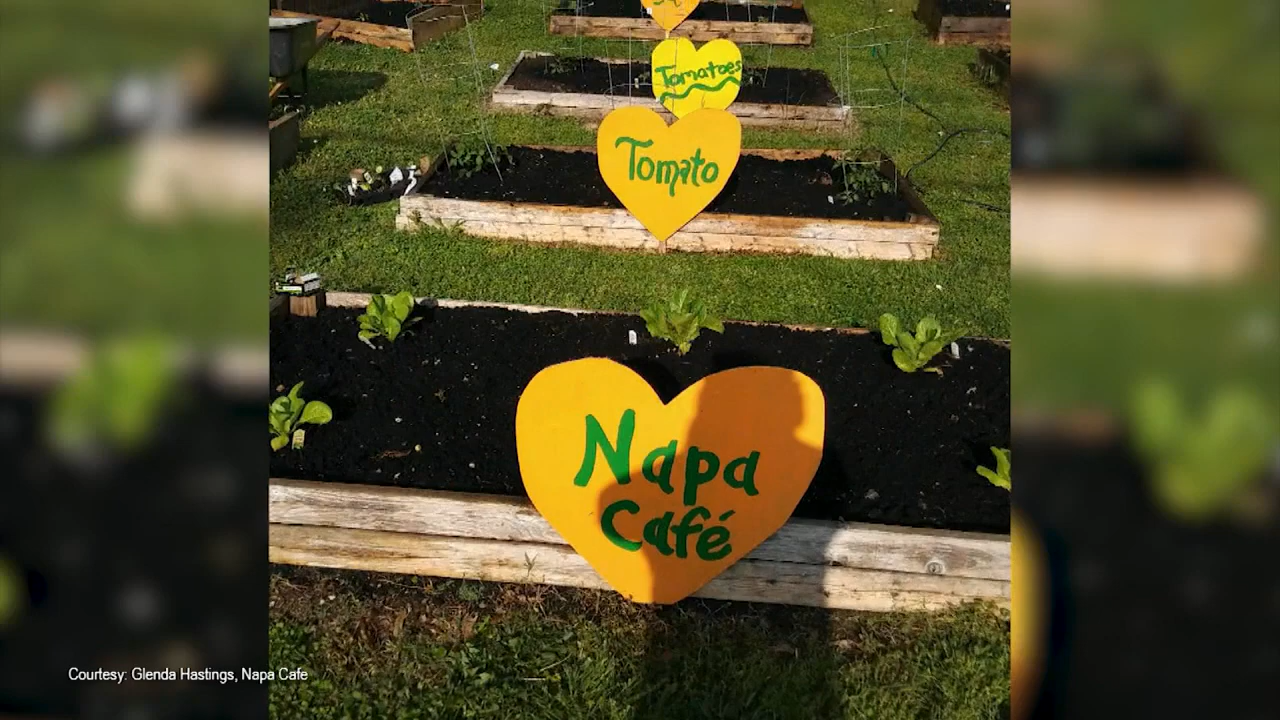 Tomatoes
Tomato
Napa
Café
Courtesy: Glenda Hastings, Napa Cafe